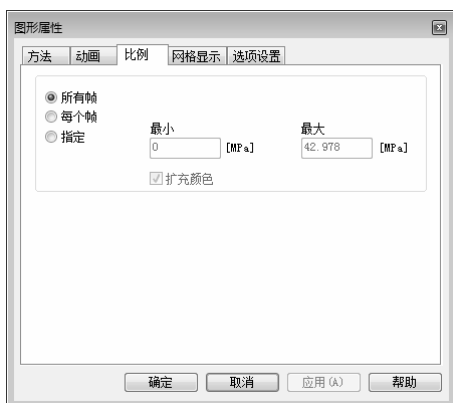 图形属性
方法 动画 比例 网格显示 选项设置
所有帧
每个帧
指定
最小 最大
0 [MPa] 42.978 [MPa]
扩充颜色
确定 取消 应用(A) 帮助